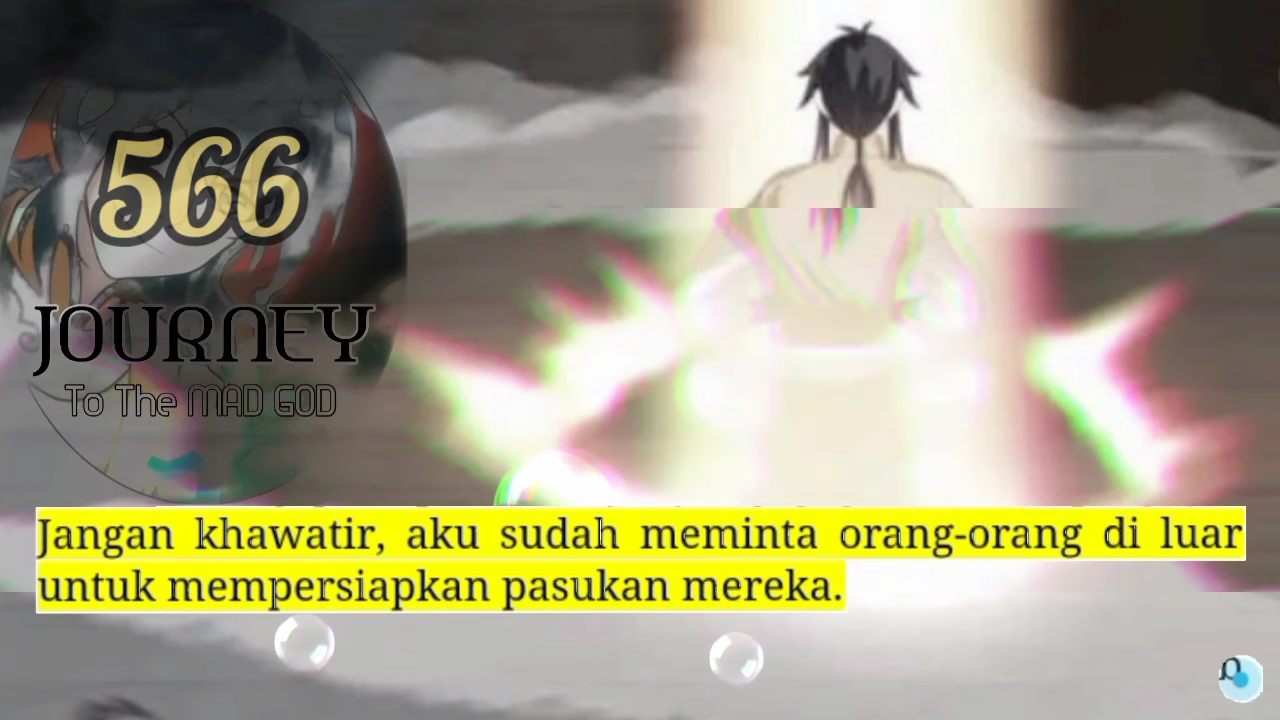 566
JOURNEY
To The MAD GOD
Jangan khawatir, aku sudah meminta orang-orang di luar
untuk mempersiapkan pasukan mereka.